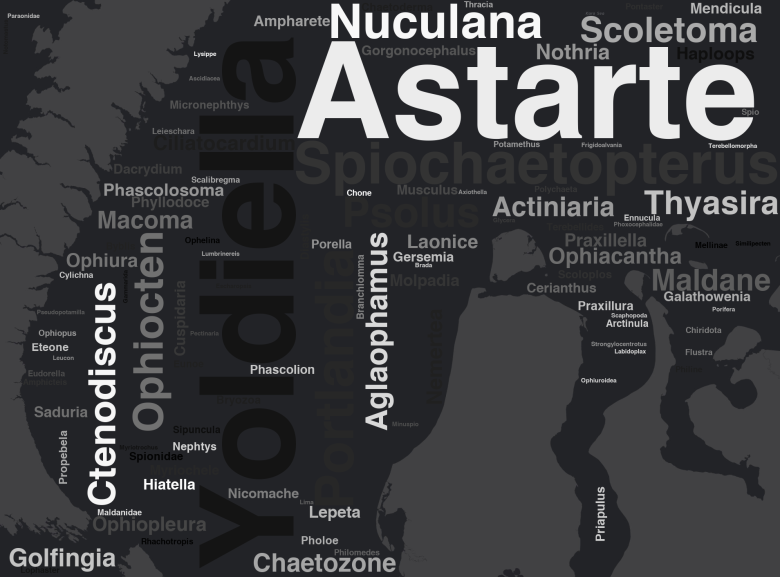 Paraonidae
Thracia
Mendicula
Ampharete
Nuculana
Scoletoma
Gorgonocephalus
Nothria
Haploops
Lysippe
Astarte
Ascidiacea
Micronephthys
Spio
Leieschara
Ciliatocardium
Potamethus
Frigidoalvania
Terebellomorpha
Spiochaetopterus
Dacrydium
Scalibregma
Phascolosoma
Chone
Musculus
Axiothella
Polychaeta
Phyllodoce
Psolus
Actiniaria
Thyasira
Macoma
Ennucula
Phoxocephalidae
Ophelina
Porella
Laonice
Praxillella
Mellinae
Similipecten
Lumbrinereis
Gersemia
Ophiacantha
Ophiura
Brada
Cylichna
Molpadia
Scoloplos
Maldane
Cerianthus
Galathowenia
Ctenodiscus
Ophiocten
Cuspidaria
Yoldiella
Portlandia
Branchiomma
Aglaophamus
Praxillura
Porifera
Pseudopotamilla
Scaphopoda
Arctinula
Ophiopus
Pectinaria
Chiridota
Eteone
Strongylocentrotus
Labidoplax
Flustra
Leucon
Eudorella
Phascolion
Ophiuroidea
Saduria
Minuspio
Sipuncula
Propebela
Nephtys
Spionidae
Hiatella
Nicomache
Lima
Priapulus
Maldanidae
Lepeta
Ophiopleura
Rhachotropis
Pholoe
Philomedes
Golfingia
Chaetozone